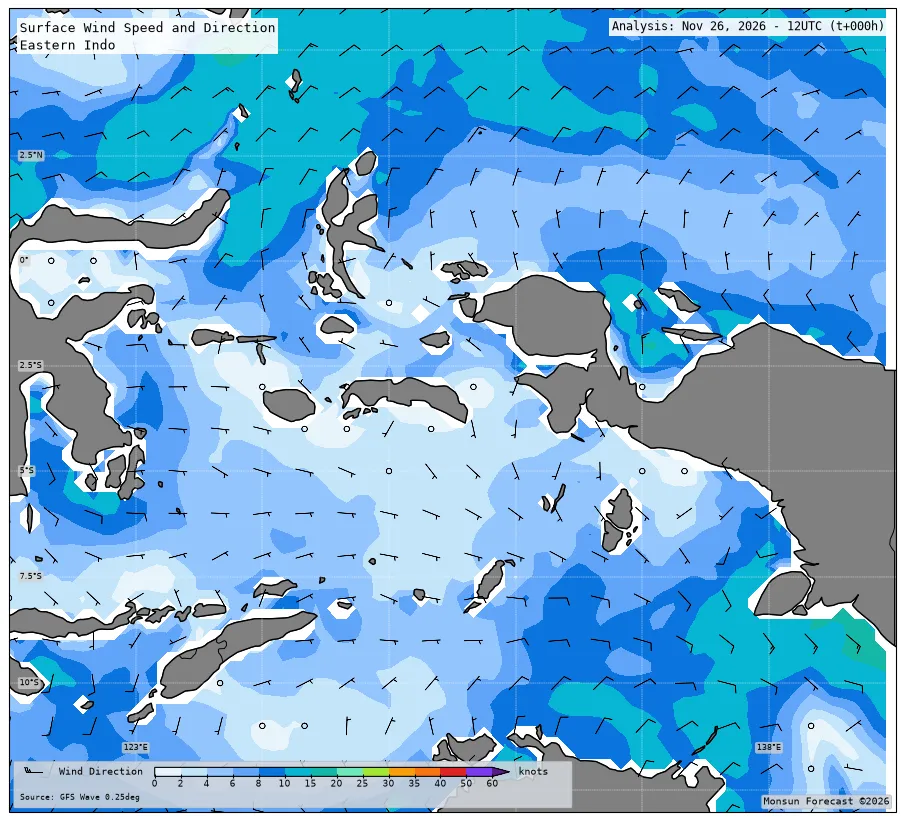 Surface Wind Speed and Direction
Eastern Indo
Analysis: Nov 26, 2026 - 12UTC (t+000h)
2.5°N
0°
2.5°S
5°S
7.5°S
10°S
123°E
138°E
Wind Direction
0 2 4 6 8 10 15 20 25 30 35 40 50 60
knots
Source: GFS Wave 0.25deg
Monsun Forecast ©2026